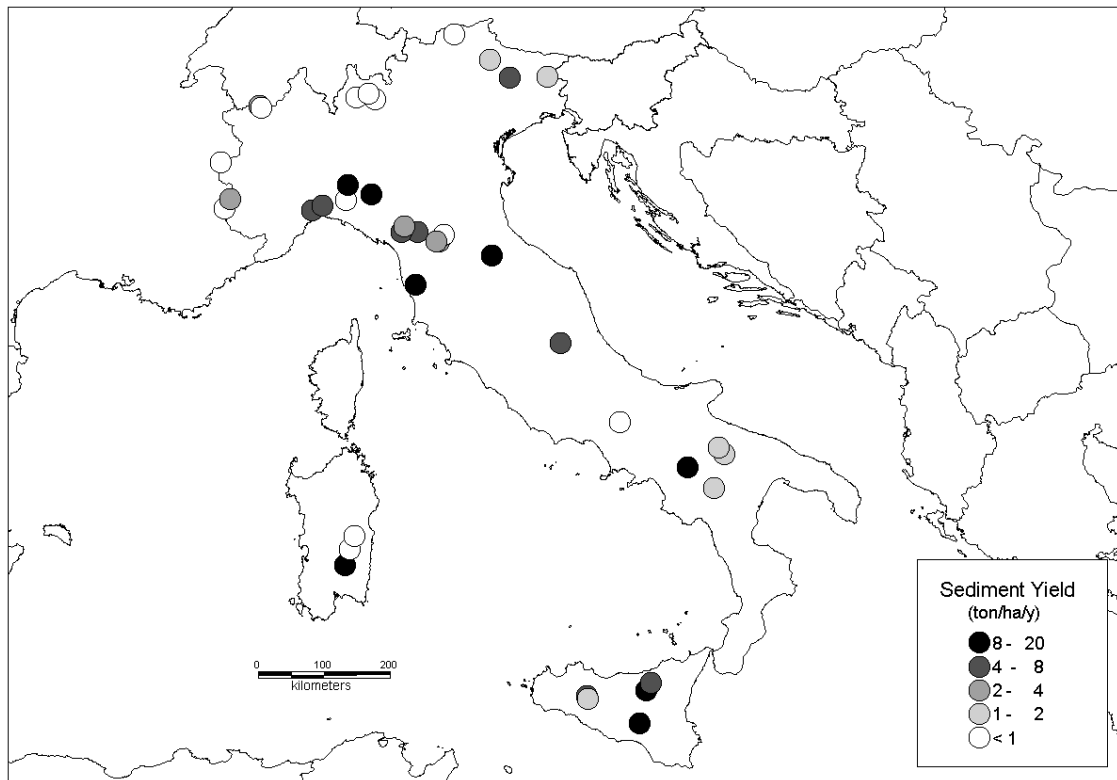 Sediment Yield
(ton/ha/y)
8 - 20
4 - 8
2 - 4
1 - 2
< 1
0 100 200
kilometers